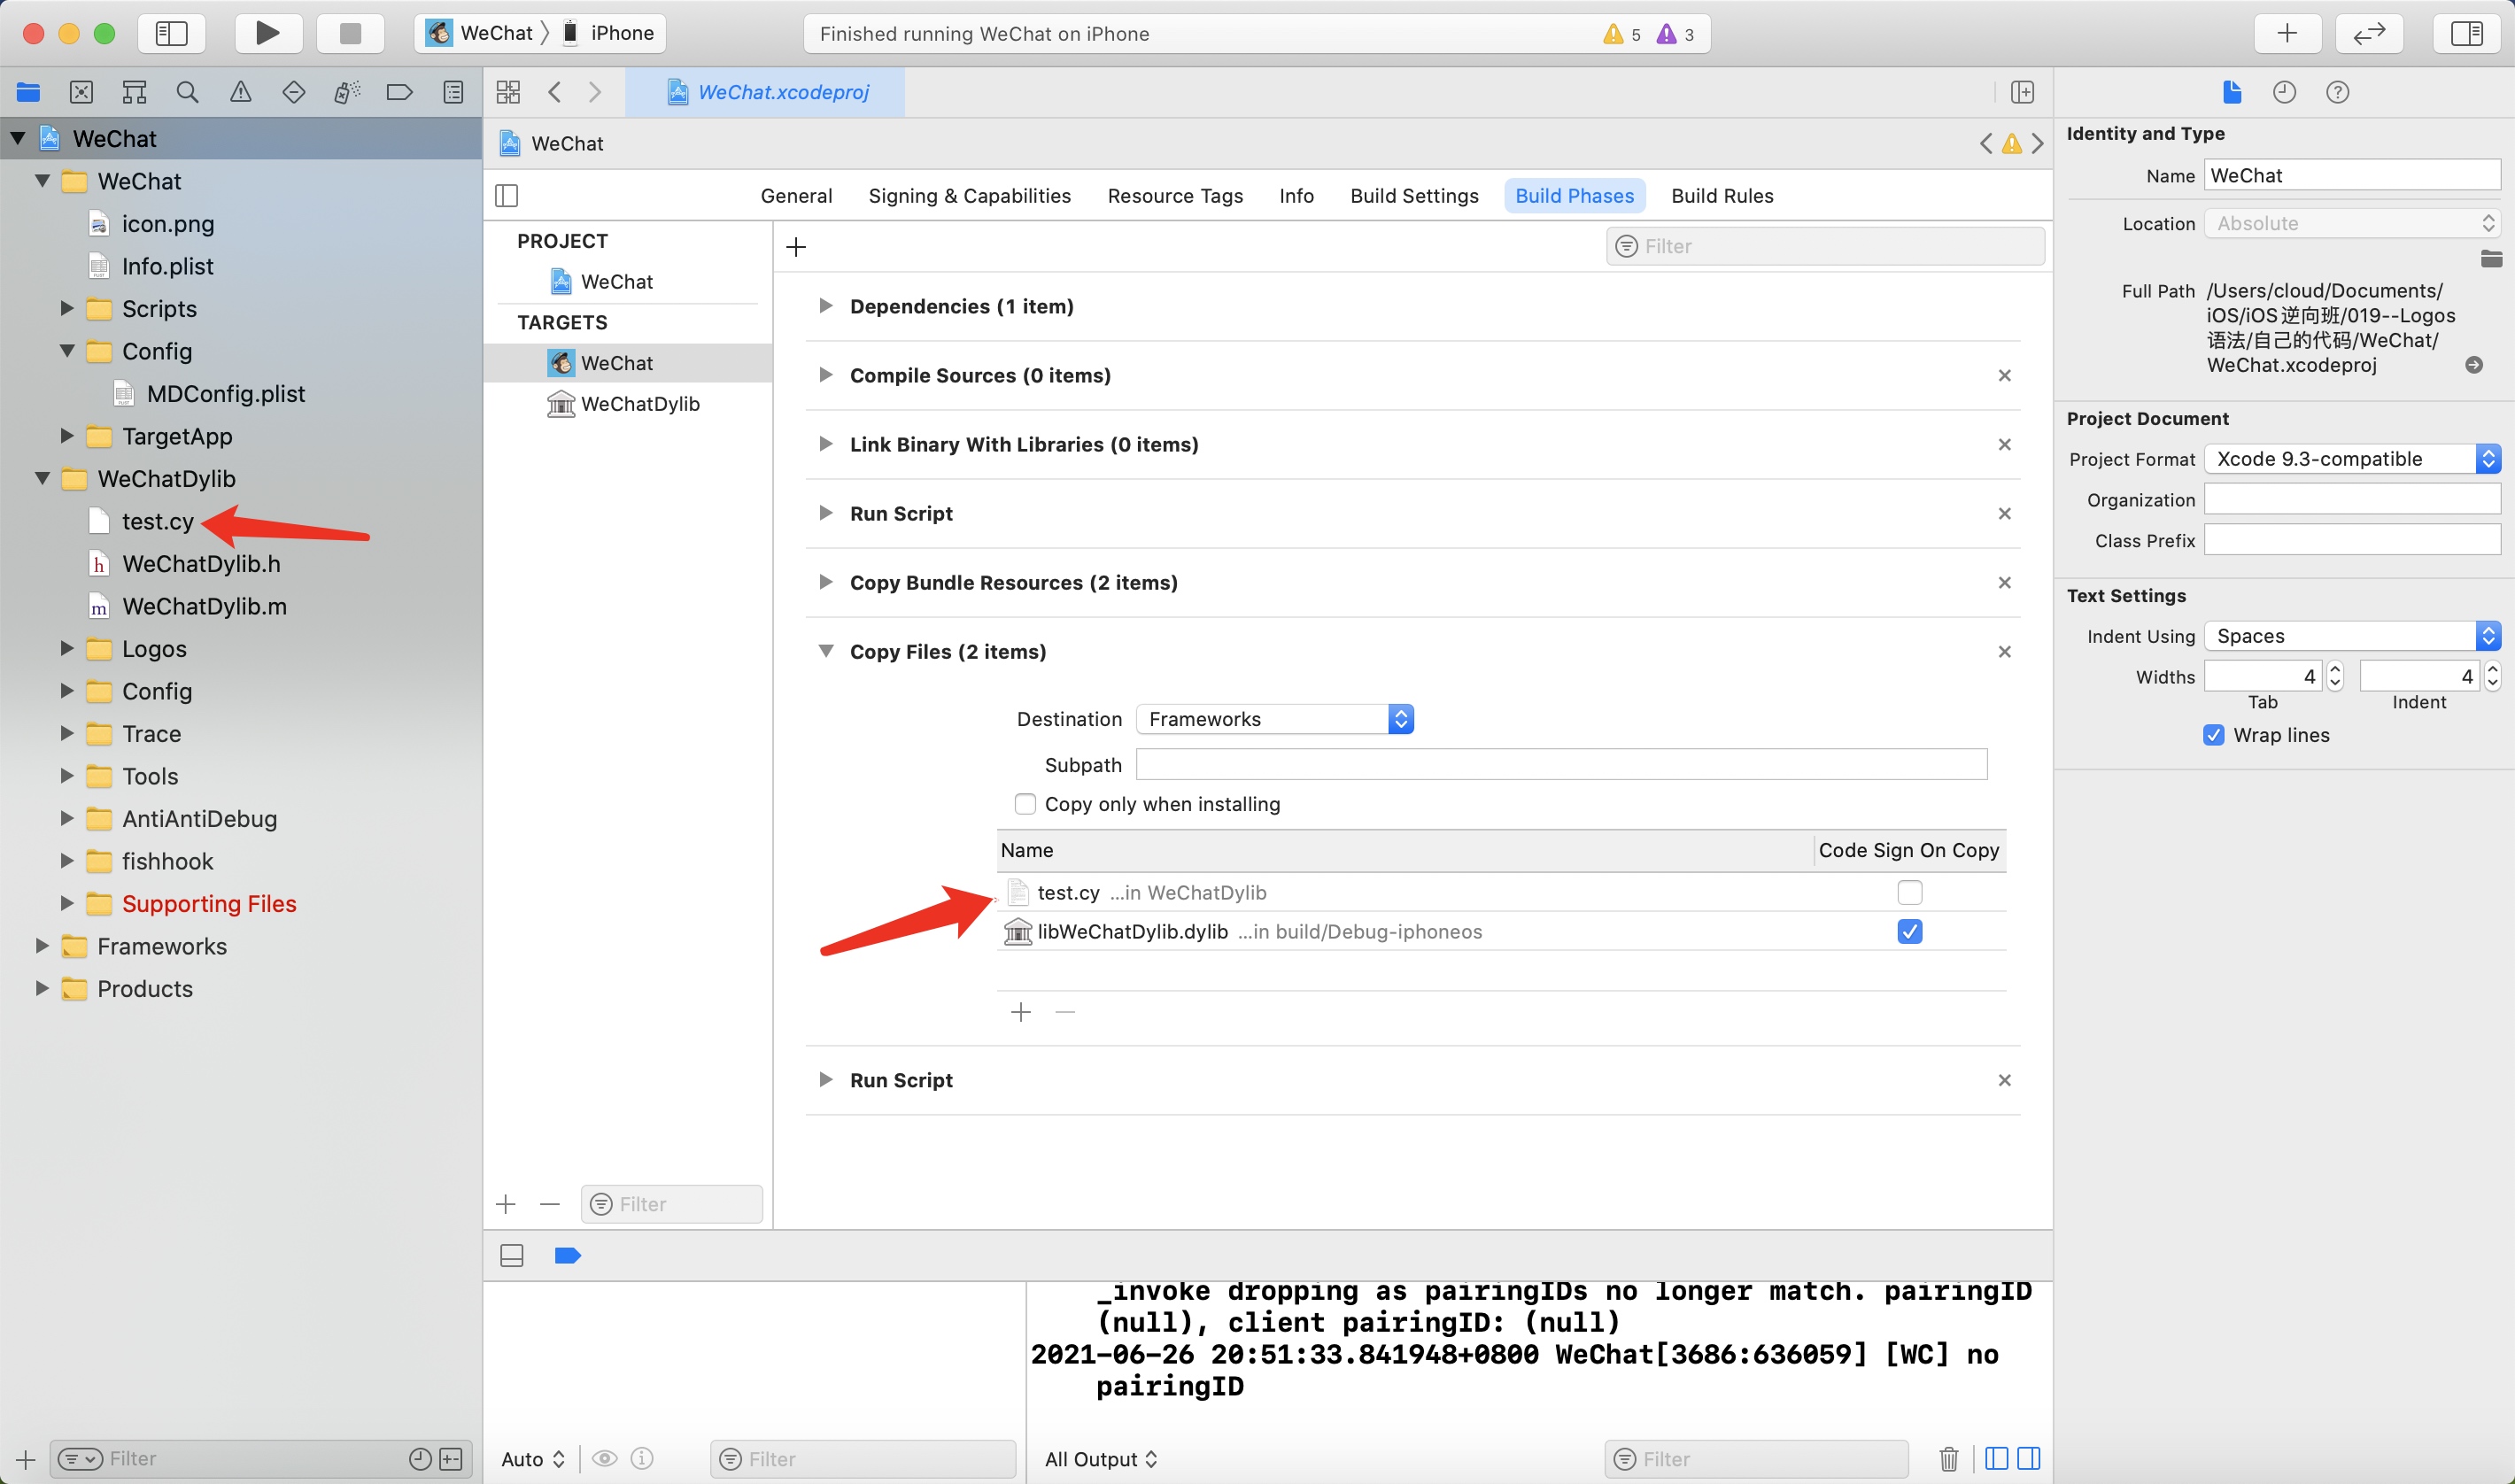 WeChat 〉 iPhone
Finished running WeChat on iPhone
5
3
WeChat.xcodeproj
WeChat
WeChat
icon.png
Info.plist
Scripts
Config
MDConfig.plist
TargetApp
WeChatDylib
test.cy
WeChatDylib.h
WeChatDylib.m
Logos
Config
Trace
Tools
AntiAntiDebug
fishhook
Supporting Files
Frameworks
Products
Filter
WeChat
General
Signing & Capabilities
Resource Tags
Info
Build Settings
Build Phases
Build Rules
PROJECT
WeChat
TARGETS
WeChat
WeChatDylib
Filter
Filter
Dependencies (1 item)
Compile Sources (0 items)
Link Binary With Libraries (0 items)
Run Script
Copy Bundle Resources (2 items)
Copy Files (2 items)
Destination Frameworks
Subpath
Copy only when installing
Name Code Sign On Copy
test.cy ...in WeChatDylib
libWeChatDylib.dylib ...in build/Debug-iphoneos
Run Script
_invoke dropping as pairingIDs no longer match. pairingID
(null), client pairingID: (null)
2021-06-26 20:51:33.841948+0800 WeChat[3686:636059] [WC] no
pairingID
Auto
Filter
All Output
Filter
Identity and Type
Name WeChat
Location Absolute
Full Path /Users/cloud/Documents/
iOS/iOS逆向班/019--Logos
语法/自己的代码/WeChat/
WeChat.xcodeproj
Project Document
Project Format Xcode 9.3-compatible
Organization
Class Prefix
Text Settings
Indent Using Spaces
Widths 4 4
Tab Indent
Wrap lines